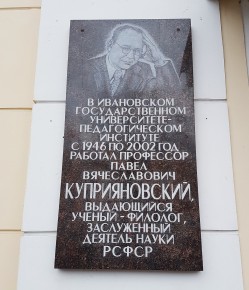 В ИВАНОВСКОМ
ГОСУДАРСТВЕННОМ
УНИВЕРСИТЕТЕ-
ПЕДАГОГИЧЕСКОМ
ИНСТИТУТЕ
С 1946 ПО 2002 ГОД
РАБОТАЛ ПРОФЕССОР
ПАВЕЛ
ВЯЧЕСЛАВОВИЧ
КУПРИЯНОВСКИЙ,
ВЫДАЮЩИЙСЯ
УЧЕНЫЙ - ФИЛОЛОГ,
ЗАСЛУЖЕННЫЙ
ДЕЯТЕЛЬ НАУКИ
РСФСР